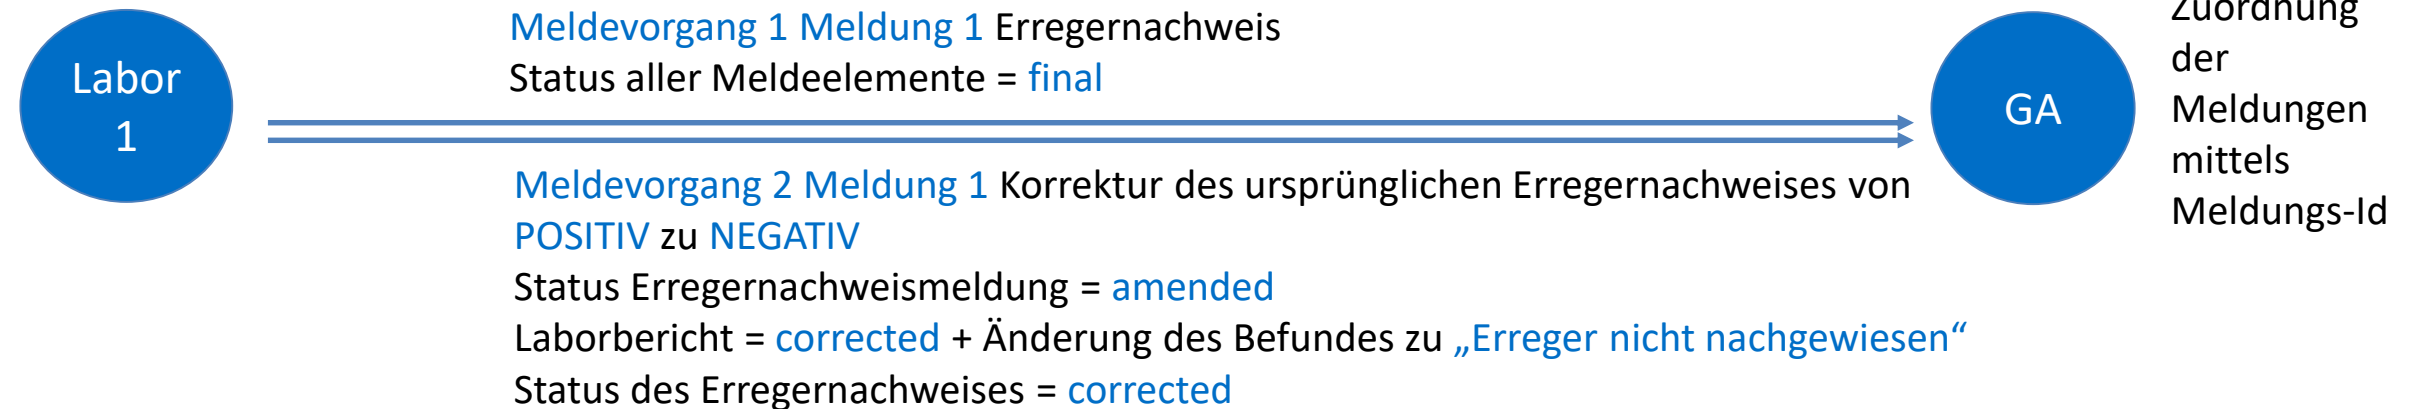 Labor
1
Meldevorgang 1 Meldung 1 Erregernachweis
Status aller Meldeelemente = final
Meldevorgang 2 Meldung 1 Korrektur des ursprünglichen Erregernachweises von
POSITIV zu NEGATIV
Status Erregernachweismeldung = amended
Laborbericht = corrected + Änderung des Befundes zu „Erreger nicht nachgewiesen“
Status des Erregernachweises = corrected
GA
Zuordnung
der
Meldungen
mittels
Meldungs-Id